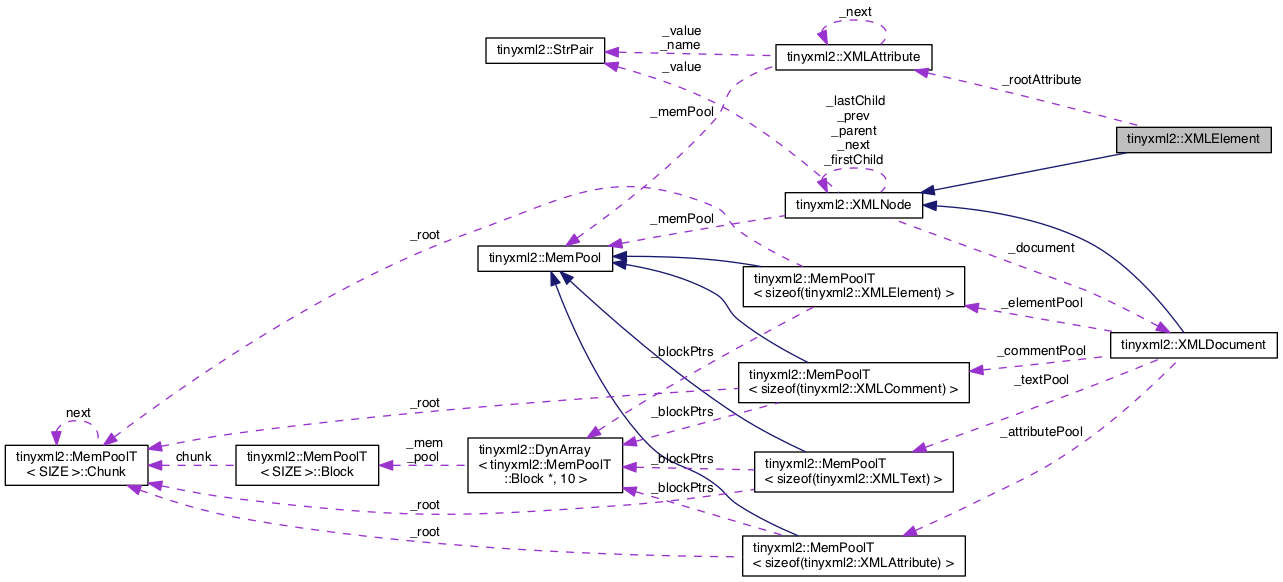 _next
tinyxml2::StrPair
_value
_name
tinyxml2::XMLAttribute
_value
_rootAttribute
_lastChild
_prev
_parent
_next
_firstChild
_memPool
tinyxml2::XMLElement
tinyxml2::XMLNode
_memPool
_root
_document
tinyxml2::MemPool
tinyxml2::MemPoolT
< sizeof(tinyxml2::XMLElement) >
_elementPool
tinyxml2::XMLDocument
_blockPtrs
_commentPool
tinyxml2::MemPoolT
< sizeof(tinyxml2::XMLComment) >
_textPool
_root
_blockPtrs
_attributePool
next
tinyxml2::MemPoolT
< SIZE >::Chunk
chunk
tinyxml2::MemPoolT
< SIZE >::Block
_mem
_pool
tinyxml2::DynArray
< tinyxml2::MemPoolT
::Block *, 10 >
_blockPtrs
tinyxml2::MemPoolT
< sizeof(tinyxml2::XMLText) >
_blockPtrs
_root
_root
tinyxml2::MemPoolT
< sizeof(tinyxml2::XMLAttribute) >